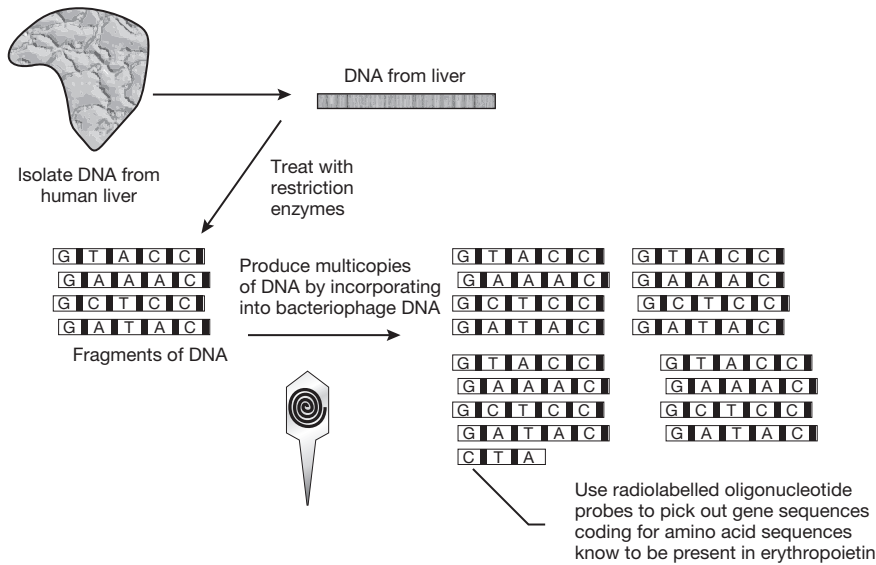 DNA from liver
Isolate DNA from
human liver
Treat with
restriction
enzymes
G T A C C
G A A A C
G C T C C
G A T A C
Fragments of DNA
Produce multicopies
of DNA by incorporating
into bacteriophage DNA
G T A C C
G A A A C
G C T C C
G A T A C
G T A C C
G A A A C
G C T C C
G A T A C
G T A C C
G A A A C
G C T C C
G A T A C
C T A
G T A C C
G A A A C
G C T C C
G A T A C
Use radiolabelled oligonucleotide
probes to pick out gene sequences
coding for amino acid sequences
know to be present in erythropoietin